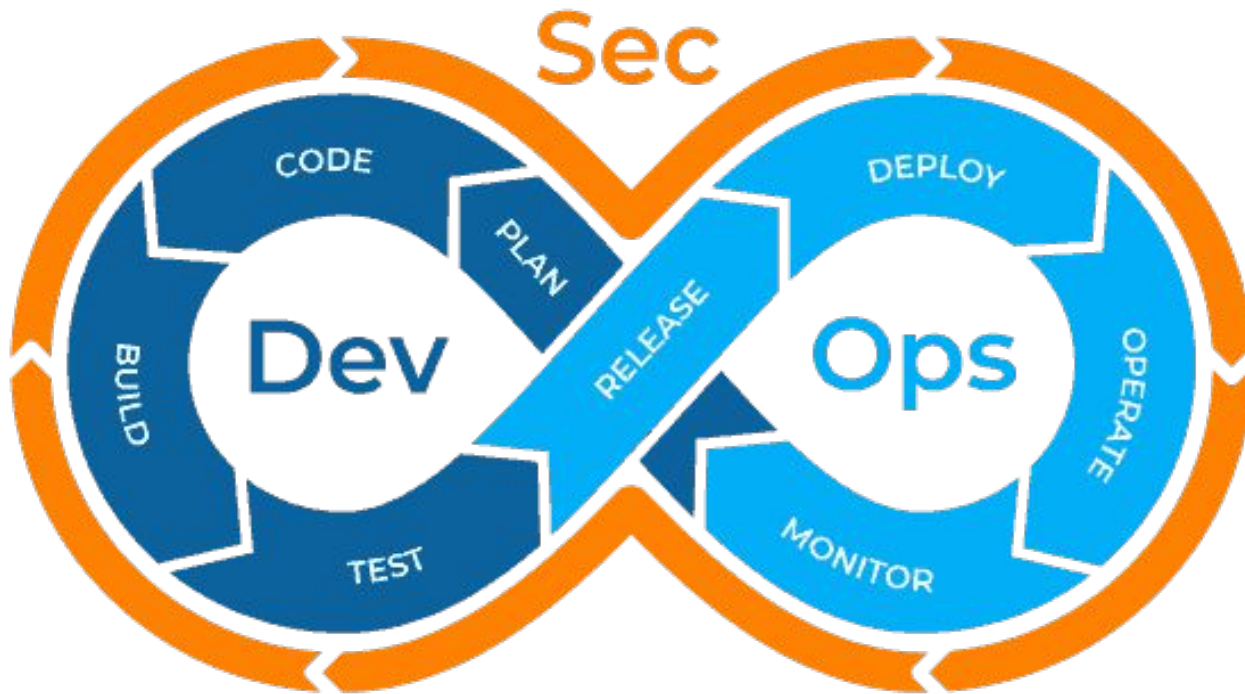 Sec
CODE
DEPLOY
PLAN
RELEASE
BUILD
Dev
Ops
OPERATE
TEST
MONITOR